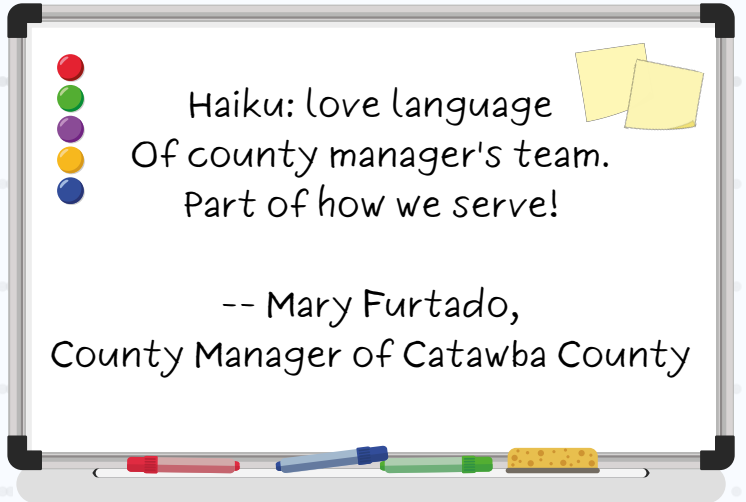 Haiku: love language
Of county manager's team.
Part of how we serve!
-- Mary Furtado,
County Manager of Catawba County